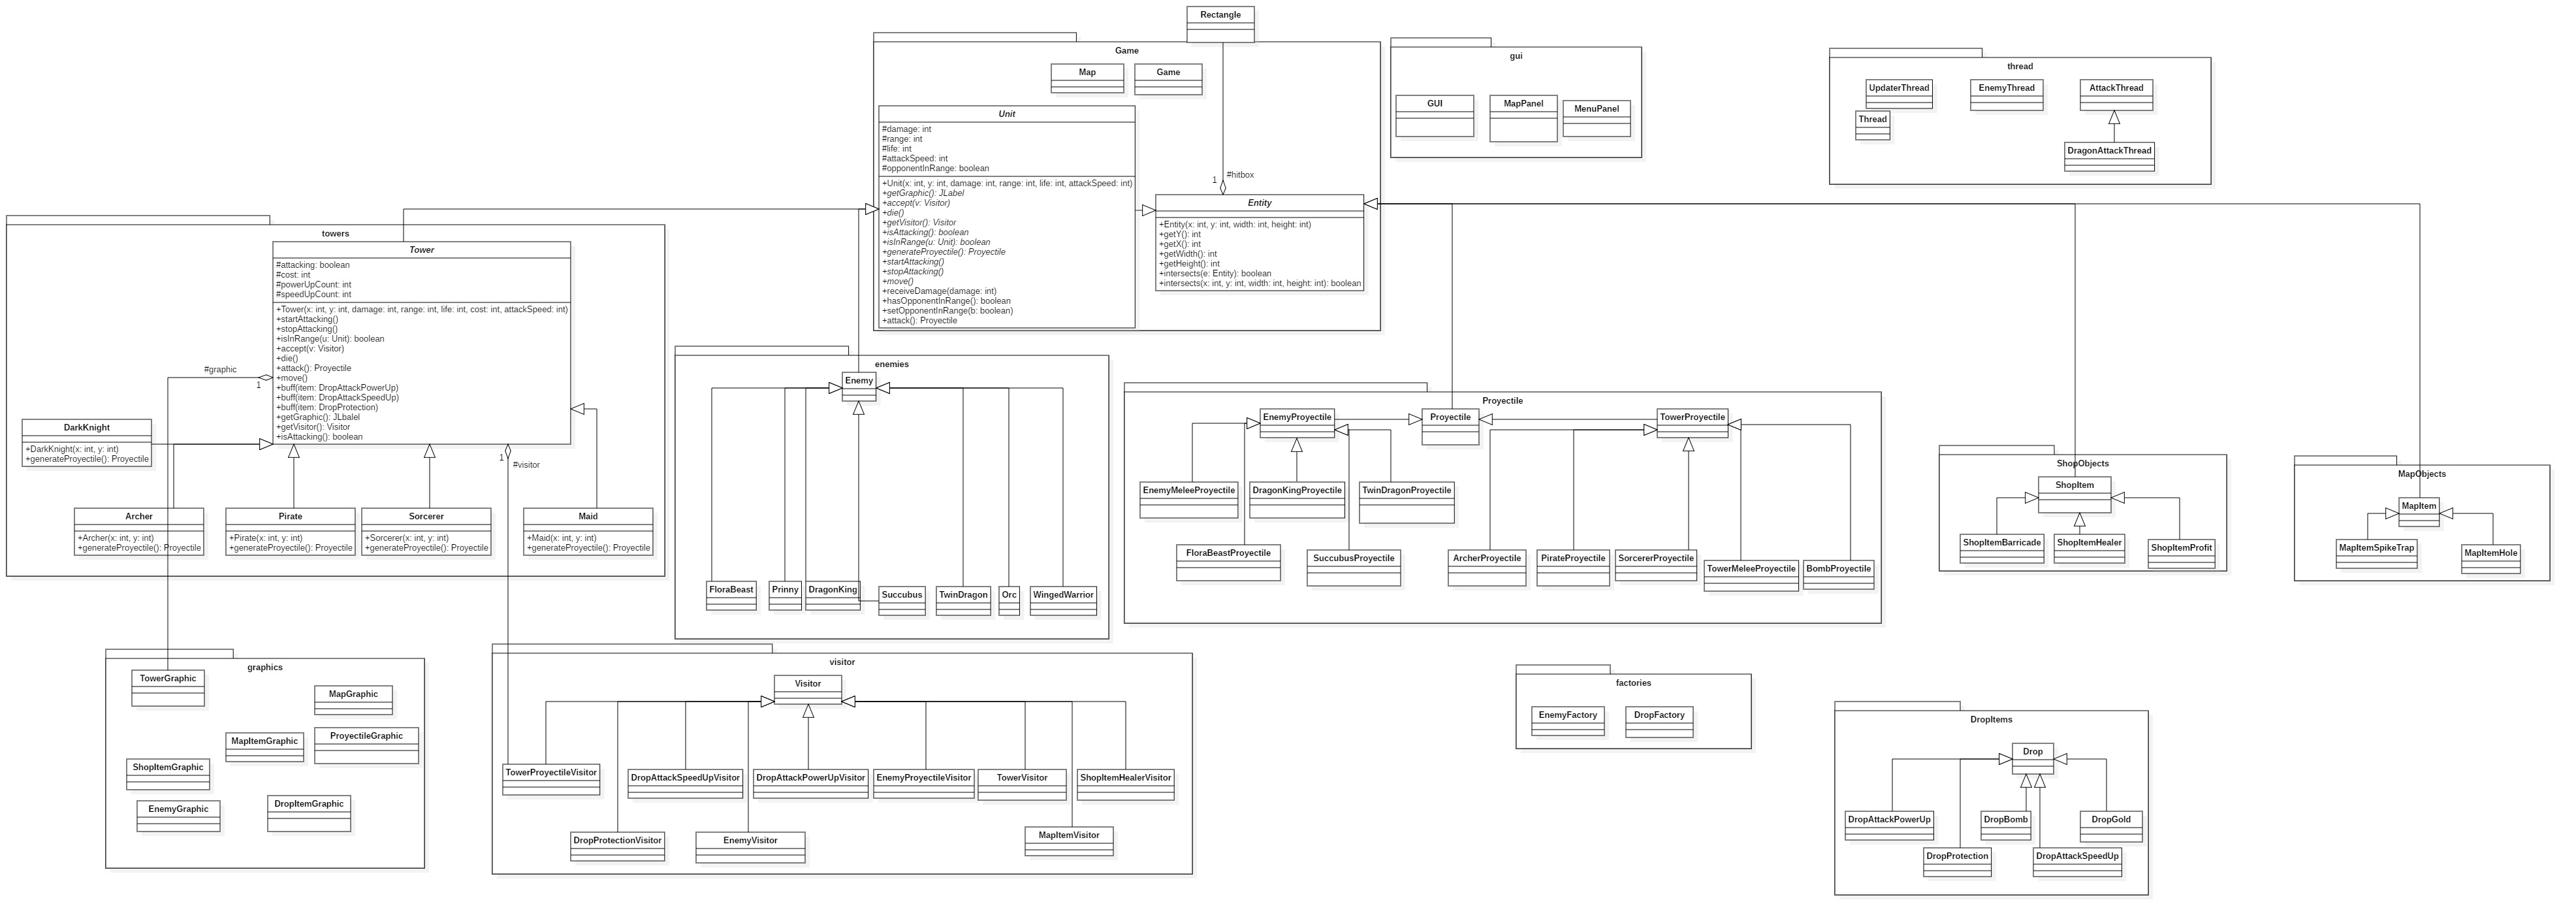 Rectangle
Game
Map
Game
Unit
#damage: int
#range: int
#life: int
#attackSpeed: int
#opponentInRange: boolean
+Unit(x: int, y: int, damage: int, range: int, life: int, attackSpeed: int)
+getGraphic(): JLabel
+accept(v: Visitor)
+die()
+getVisitor(): Visitor
+isAttacking(): boolean
+isInRange(u: Unit): boolean
+generateProyectile(): Proyectile
+startAttacking()
+stopAttacking()
+move()
+receiveDamage(damage: int)
+hasOpponentInRange(): boolean
+setOpponentInRange(b: boolean)
+attack(): Proyectile
1
#hitbox
Entity
+Entity(x: int, y: int, width: int, height: int)
+getY(): int
+getX(): int
+getWidth(): int
+getHeight(): int
+intersects(e: Entity): boolean
+intersects(x: int, y: int, width: int, height: int): boolean
gui
GUI
MapPanel
MenuPanel
thread
UpdaterThread
EnemyThread
AttackThread
Thread
DragonAttackThread
towers
Tower
#attacking: boolean
#cost: int
#powerUpCount: int
#speedUpCount: int
+Tower(x: int, y: int, damage: int, range: int, life: int, cost: int, attackSpeed: int)
+startAttacking()
+stopAttacking()
+isInRange(u: Unit): boolean
+accept(v: Visitor)
+die()
+attack(): Proyectile
+move()
+buff(item: DropAttackPowerUp)
+buff(item: DropAttackSpeedUp)
+buff(item: DropProtection)
+getGraphic(): JLbalel
+getVisitor(): Visitor
+isAttacking(): boolean
#graphic
1
1
#visitor
DarkKnight
+DarkKnight(x: int, y: int)
+generateProyectile(): Proyectile
Archer
+Archer(x: int, y: int)
+generateProyectile(): Proyectile
Pirate
+Pirate(x: int, y: int)
+generateProyectile(): Proyectile
Sorcerer
+Sorcerer(x: int, y: int)
+generateProyectile(): Proyectile
Maid
+Maid(x: int, y: int)
+generateProyectile(): Proyectile
enemies
Enemy
FloraBeast
Prinny
DragonKing
Succubus
TwinDragon
Orc
WingedWarrior
Proyectile
EnemyProyectile
Proyectile
TowerProyectile
EnemyMeleeProyectile
DragonKingProyectile
TwinDragonProyectile
FloraBeastProyectile
SuccubusProyectile
ArcherProyectile
PirateProyectile
SorcererProyectile
TowerMeleeProyectile
BombProyectile
ShopObjects
ShopItem
ShopItemBarricade
ShopItemHealer
ShopItemProfit
MapObjects
MapItem
MapItemSpikeTrap
MapItemHole
graphics
TowerGraphic
MapGraphic
MapItemGraphic
ProyectileGraphic
ShopItemGraphic
EnemyGraphic
DropItemGraphic
visitor
Visitor
TowerProyectileVisitor
DropAttackSpeedUpVisitor
DropAttackPowerUpVisitor
EnemyProyectileVisitor
TowerVisitor
ShopItemHealerVisitor
DropProtectionVisitor
EnemyVisitor
MapItemVisitor
factories
EnemyFactory
DropFactory
DropItems
Drop
DropAttackPowerUp
DropBomb
DropGold
DropProtection
DropAttackSpeedUp